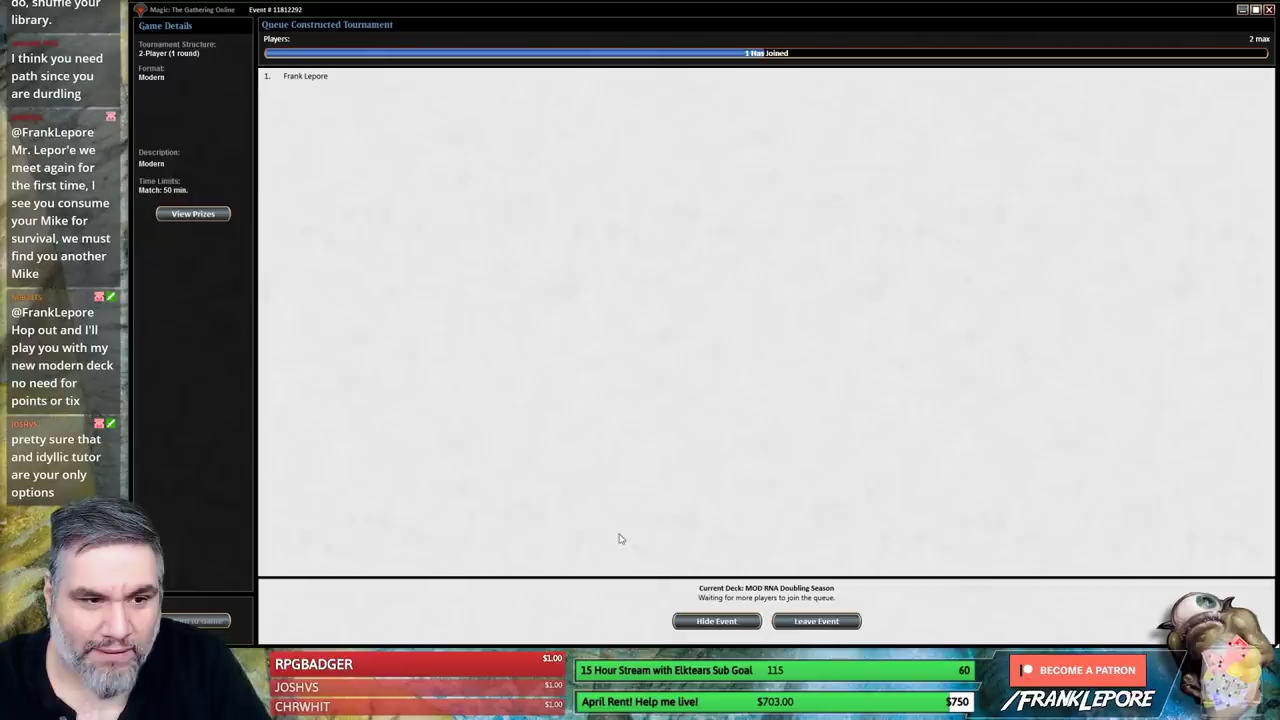 do, shuffle your
library.
I think you need
path since you
are durdling
@FrankLepore
Mr. Lepor'e we
meet again for
the first time, I
see you consume
your Mike for
survival, we must
find you another
Mike
@FrankLepore
Hop out and I'll
play you with my
new modern deck
no need for
points or tix
JOSHVS
pretty sure that
and idyllic tutor
are your only
options
Magic: The Gathering Online Event # 11812292
Game Details
Tournament Structure:
2-Player (1 round)
Format:
Modern
Description:
Modern
Time Limits:
Match: 50 min.
View Prizes
Queue Constructed Tournament
Players: 2 max
1 Has Joined
1. Frank Lepore
Current Deck: MOD RNA Doubling Season
Waiting for more players to join the queue.
Hide Event Leave Event
RPGBADGER $1.00
JOSHVS $1.00
CHRWHIT $1.00
15 Hour Stream with Elktears Sub Goal 115 60
April Rent! Help me live! $703.00 $750
BECOME A PATRON
/FRANKLEPORE